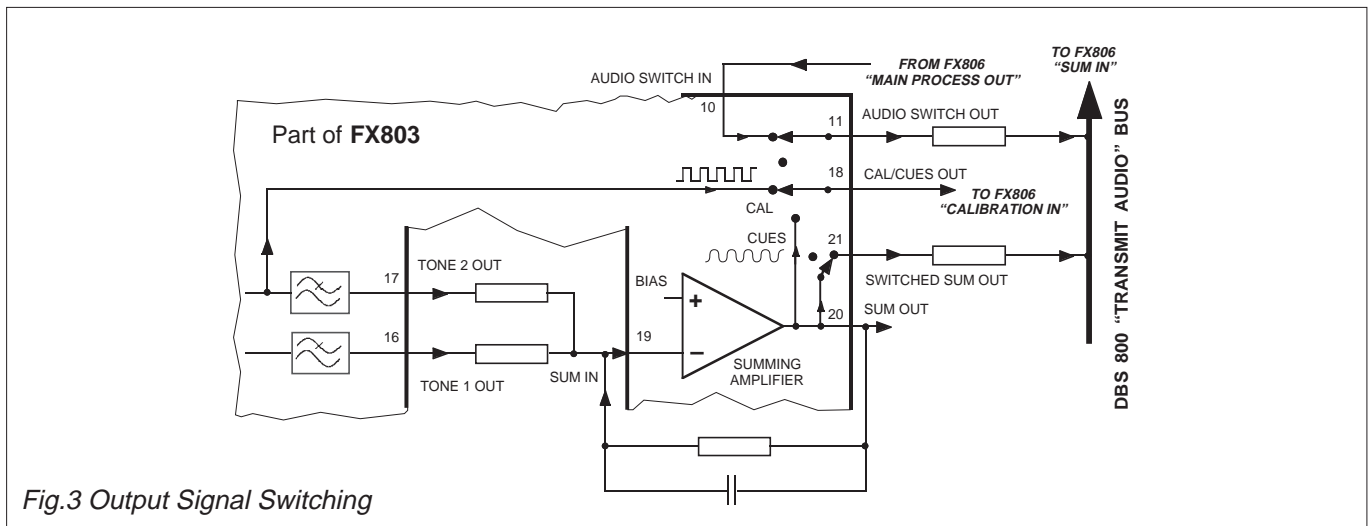 TO FX806
“SUM IN”
FROM FX806
“MAIN PROCESS OUT”
AUDIO SWITCH IN
10
11
AUDIO SWITCH OUT
Part of FX803
18
CAL/CUES OUT
TO FX806
“CALIBRATION IN”
CAL
CUES
21
SWITCHED SUM OUT
17
TONE 2 OUT
BIAS
+
20
SUM OUT
16
TONE 1 OUT
SUM IN
19
−
SUMMING
AMPLIFIER
DBS 800 “TRANSMIT AUDIO” BUS
Fig.3 Output Signal Switching